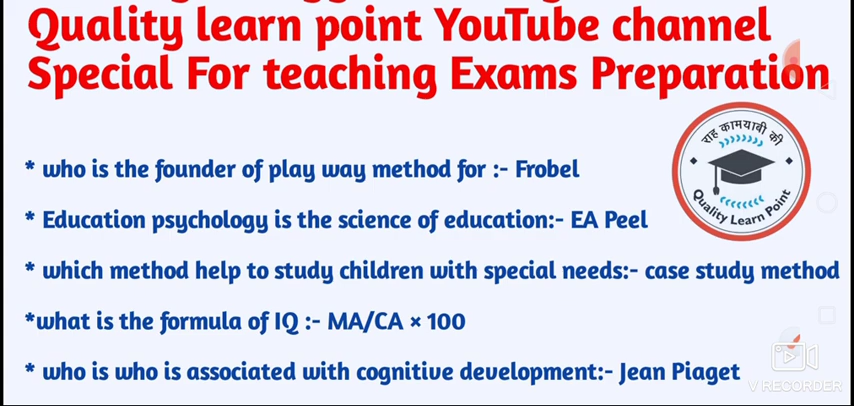 Quality learn point YouTube channel
Special For teaching Exams Preparation
राह कामयाबी की
* who is the founder of play way method for :- Frobel
Quality Learn Point
* Education psychology is the science of education:- EA Peel
* which method help to study children with special needs:- case study method
*what is the formula of IQ :- MA/CA × 100
* who is who is associated with cognitive development:- Jean Piaget
V RECORDER